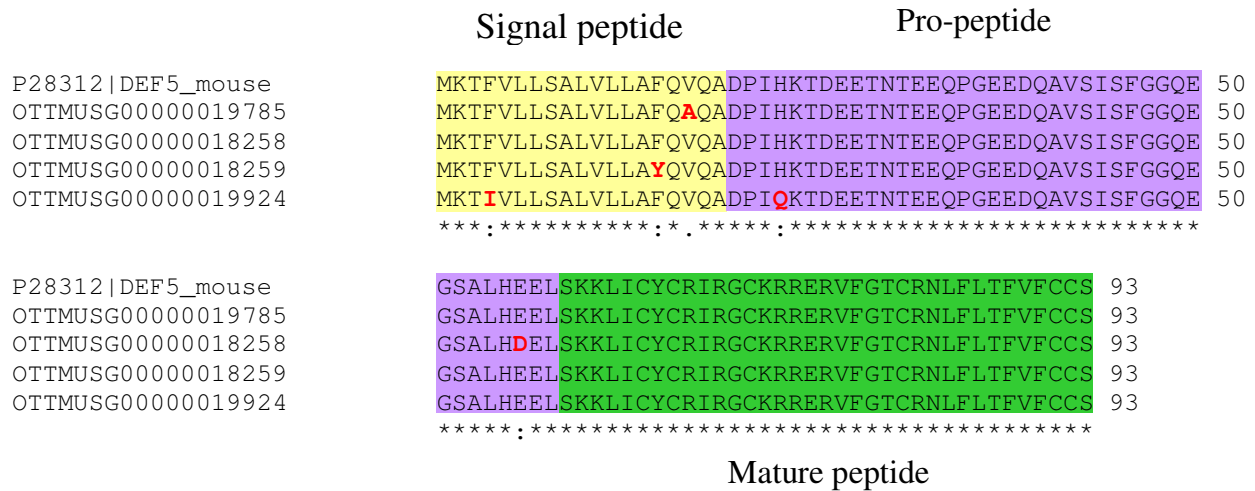 Signal peptide Pro-peptide
P28312|DEF5_mouse MKTFVLLSALVLLAFQVQADPIHKTDEETNTEEQPGEEDQAVSISFGGQE 50
OTTMUSG00000019785 MKTFVLLSALVLLAFQAQADPIHKTDEETNTEEQPGEEDQAVSISFGGQE 50
OTTMUSG00000018258 MKTFVLLSALVLLAFQVQADPIHKTDEETNTEEQPGEEDQAVSISFGGQE 50
OTTMUSG00000018259 MKTFVLLSALVLLAYQVQADPIHKTDEETNTEEQPGEEDQAVSISFGGQE 50
OTTMUSG00000019924 MKTIVLLSALVLLAFQVQADPIQKTDEETNTEEQPGEEDQAVSISFGGQE 50
***:**********:*.*****:***************************
P28312|DEF5_mouse GSALHEELSKKLICYCRIRGCKRRERVFGTCRNLFLTFVFCCS 93
OTTMUSG00000019785 GSALHEELSKKLICYCRIRGCKRRERVFGTCRNLFLTFVFCCS 93
OTTMUSG00000018258 GSALHDELSKKLICYCRIRGCKRRERVFGTCRNLFLTFVFCCS 93
OTTMUSG00000018259 GSALHEELSKKLICYCRIRGCKRRERVFGTCRNLFLTFVFCCS 93
OTTMUSG00000019924 GSALHEELSKKLICYCRIRGCKRRERVFGTCRNLFLTFVFCCS 93
*****:*************************************
Mature peptide